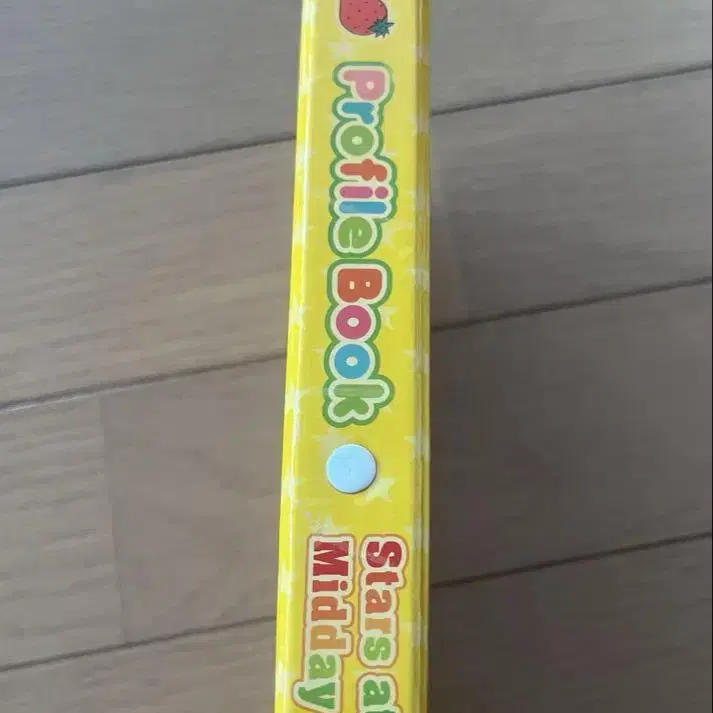 Profile Book
Stars at
Midday